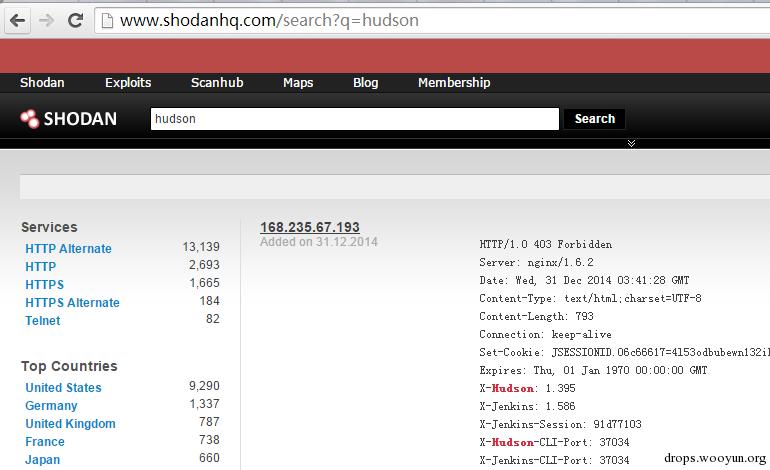 www.shodanhq.com/search?q=hudson
Shodan Exploits Scanhub Maps Blog Membership
SHODAN hudson Search
Services
HTTP Alternate 13,139
HTTP 2,693
HTTPS 1,665
HTTPS Alternate 184
Telnet 82
Top Countries
United States 9,290
Germany 1,337
United Kingdom 787
France 738
Japan 660
168.235.67.193
Added on 31.12.2014
HTTP/1.0 403 Forbidden
Server: nginx/1.6.2
Date: Wed, 31 Dec 2014 03:41:28 GMT
Content-Type: text/html;charset=UTF-8
Content-Length: 793
Connection: keep-alive
Set-Cookie: JSESSIONID.06c66617=4l53odbubewn132il
Expires: Thu, 01 Jan 1970 00:00:00 GMT
X-Hudson: 1.395
X-Jenkins: 1.586
X-Jenkins-Session: 91d77103
X-Hudson-CLI-Port: 37034
X-Jenkins-CLI-Port: 37034
drops.wooyun.org